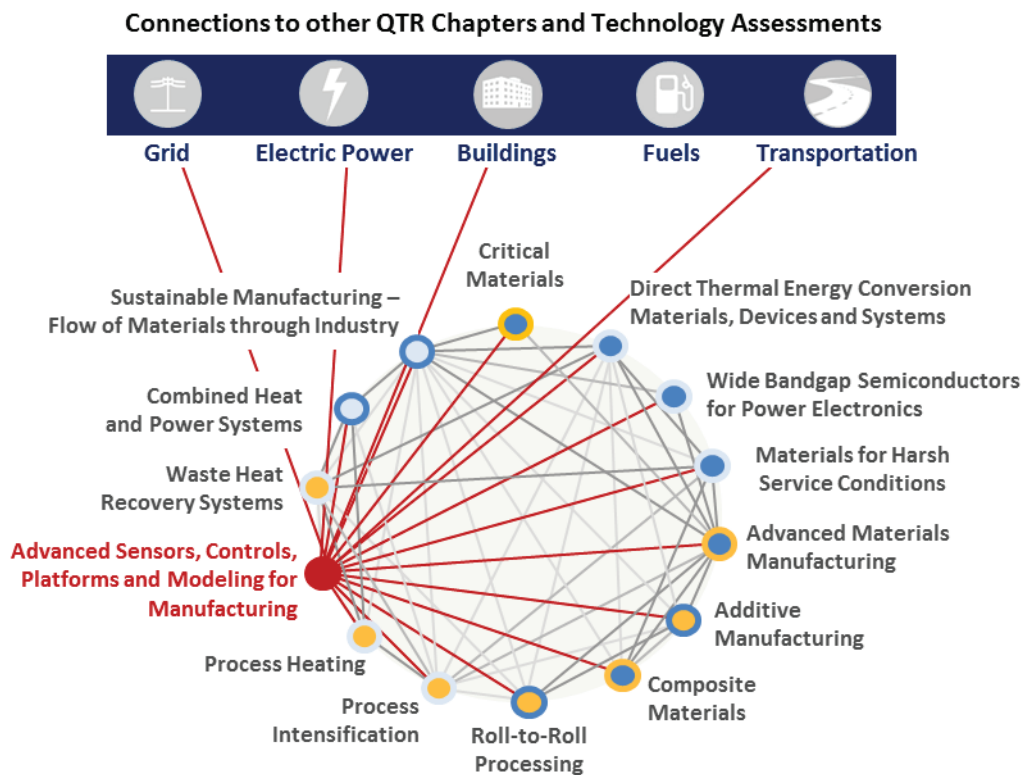 Connections to other QTR Chapters and Technology Assessments
Grid
Electric Power
Buildings
Fuels
Transportation
Critical
Materials
Sustainable Manufacturing –
Flow of Materials through Industry
Direct Thermal Energy Conversion
Materials, Devices and Systems
Combined Heat
and Power Systems
Wide Bandgap Semiconductors
for Power Electronics
Waste Heat
Recovery Systems
Materials for Harsh
Service Conditions
Advanced Sensors, Controls,
Platforms and Modeling for
Manufacturing
Advanced Materials
Manufacturing
Process Heating
Additive
Manufacturing
Process
Intensification
Roll-to-Roll
Processing
Composite
Materials